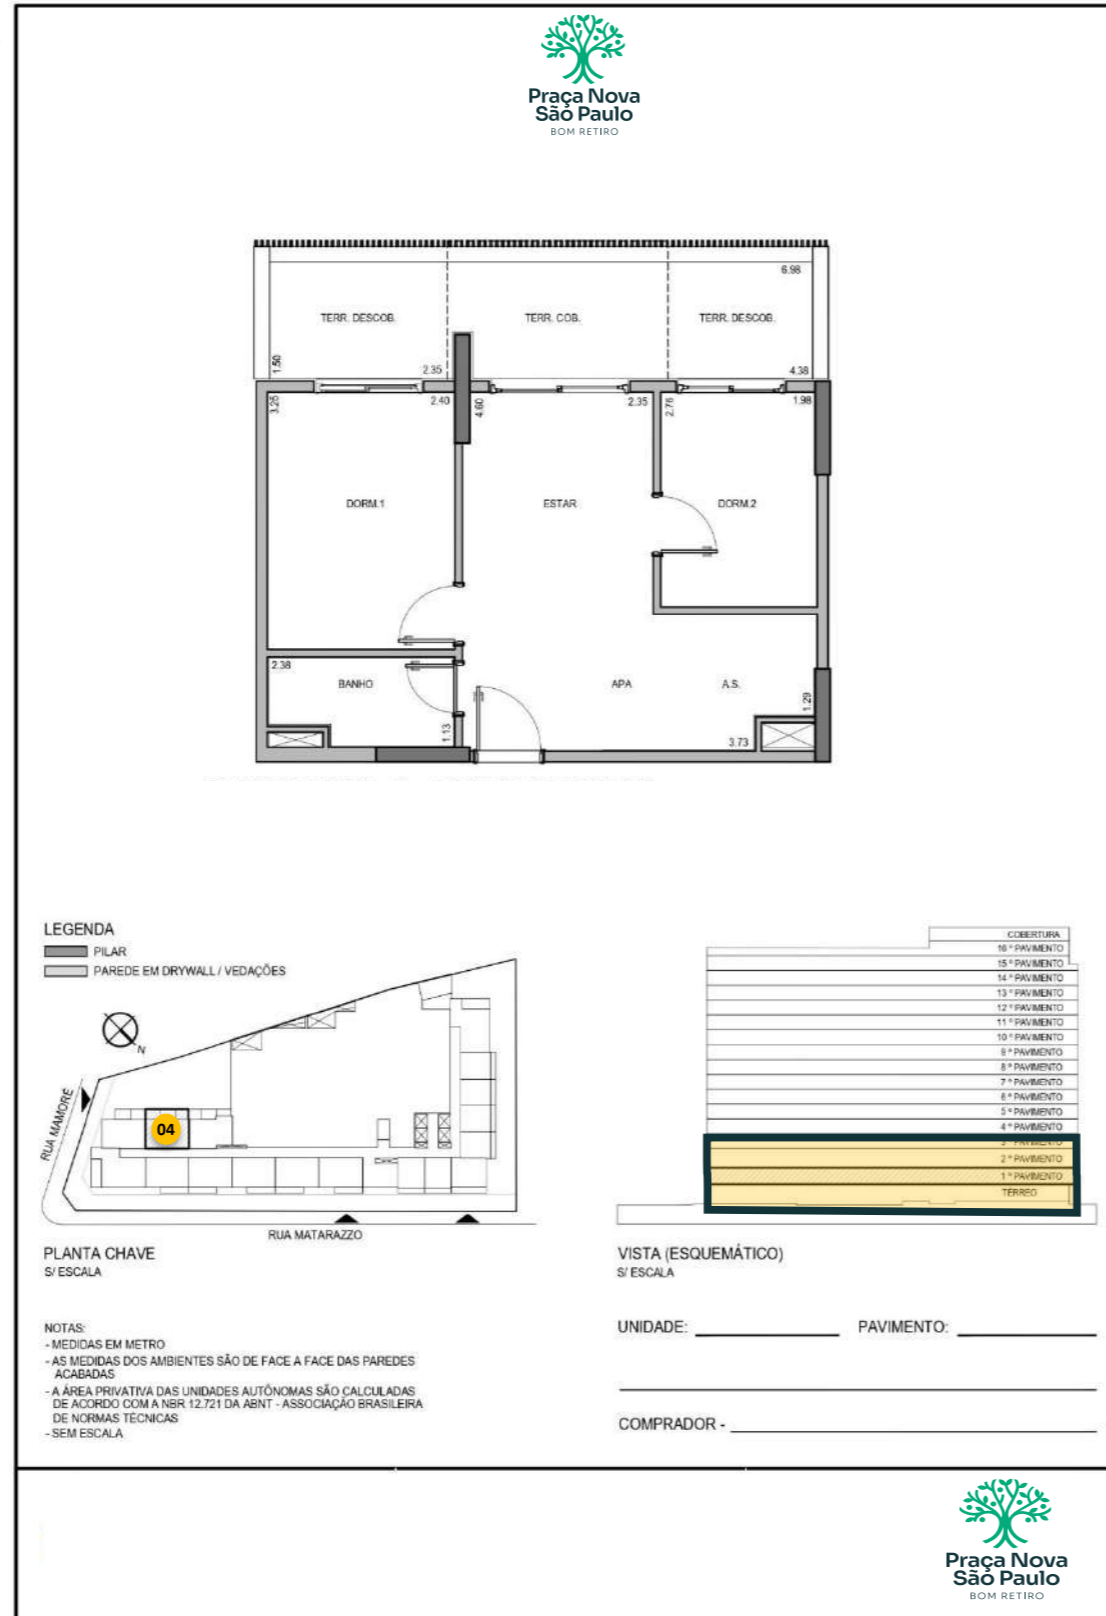 Praça Nova
São Paulo
BOM RETIRO
6.98
TERR. DESCOB.
TERR. COB.
TERR. DESCOB.
1.50
2.35
4.38
3.25
2.40
4.60
2.35
2.76
1.98
DORM.1
ESTAR
DORM.2
2.38
BANHO
APA
A.S.
1.29
1.13
3.73
LEGENDA
PILAR
PAREDE EM DRYWALL / VEDAÇÕES
N
RUA MAMORÉ
04
RUA MATARAZZO
PLANTA CHAVE
S/ ESCALA
COBERTURA
16 º PAVIMENTO
15 º PAVIMENTO
14 º PAVIMENTO
13 º PAVIMENTO
12 º PAVIMENTO
11 º PAVIMENTO
10 º PAVIMENTO
9 º PAVIMENTO
8 º PAVIMENTO
7 º PAVIMENTO
6 º PAVIMENTO
5 º PAVIMENTO
4 º PAVIMENTO
3 º PAVIMENTO
2 º PAVIMENTO
1 º PAVIMENTO
TÉRREO
VISTA (ESQUEMÁTICO)
S/ ESCALA
NOTAS:
- MEDIDAS EM METRO
- AS MEDIDAS DOS AMBIENTES SÃO DE FACE A FACE DAS PAREDES
ACABADAS
- A ÁREA PRIVATIVA DAS UNIDADES AUTÔNOMAS SÃO CALCULADAS
DE ACORDO COM A NBR 12.721 DA ABNT - ASSOCIAÇÃO BRASILEIRA
DE NORMAS TÉCNICAS
- SEM ESCALA
UNIDADE: PAVIMENTO:
COMPRADOR -
Praça Nova
São Paulo
BOM RETIRO